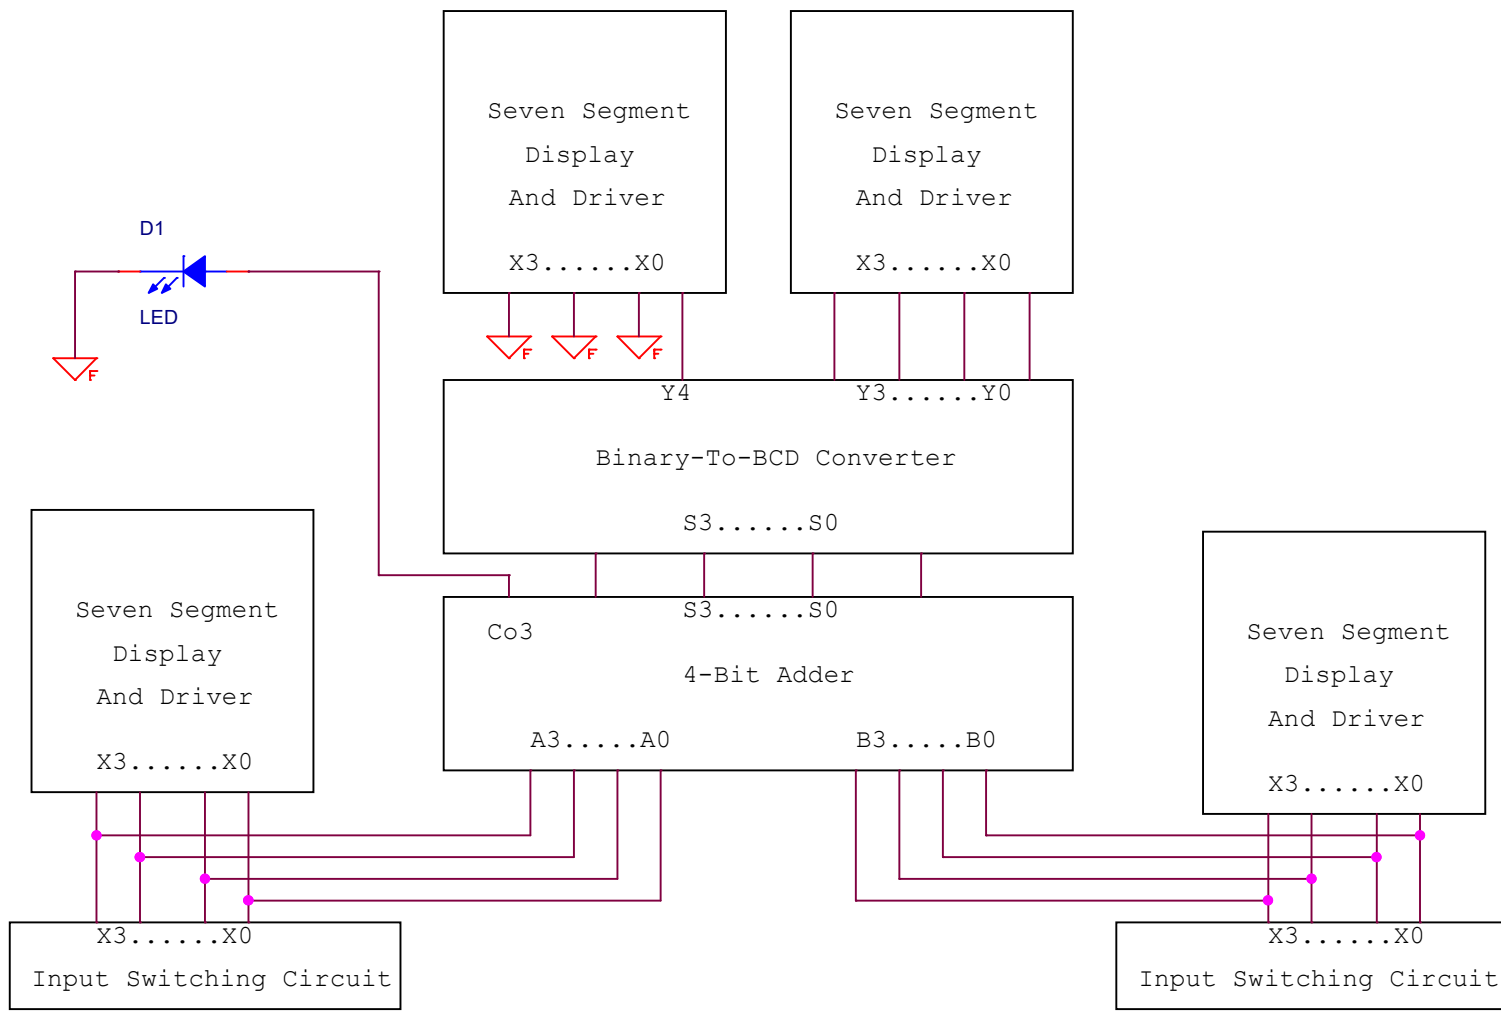 Seven Segment
Display
And Driver
X3......X0
Seven Segment
Display
And Driver
X3......X0
D1
LED
F
F
F
F
Y4
Y3......Y0
Binary-To-BCD Converter
S3......S0
S3......S0
Co3
4-Bit Adder
A3.....A0
B3.....B0
Seven Segment
Display
And Driver
X3......X0
Seven Segment
Display
And Driver
X3......X0
X3......X0
Input Switching Circuit
X3......X0
Input Switching Circuit